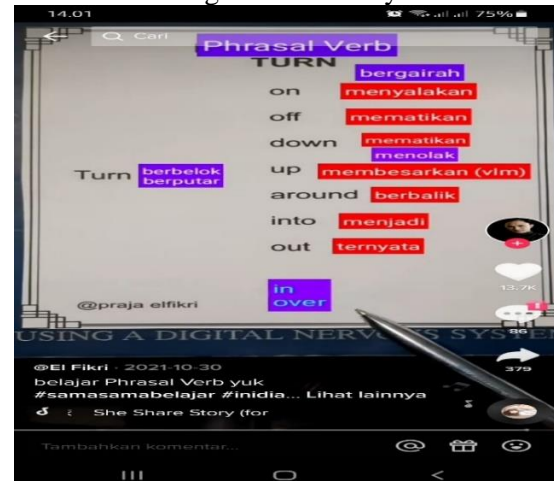 14.01
75%
Cari
Phrasal Verb
TURN
bergairah
on menyalakan
off mematikan
down mematikan
menolak
Turn berbelok
berputar
up membesarkan (vlm)
around berbalik
into menjadi
out ternyata
in
over
@praja elfikri
13.7K
USING A DIGITAL NERVOUS SYSTEM
86
@El Fikri · 2021-10-30
379
belajar Phrasal Verb yuk
#samasamabelajar #inidia... Lihat lainnya
She Share Story (for
Tambahkan komentar...